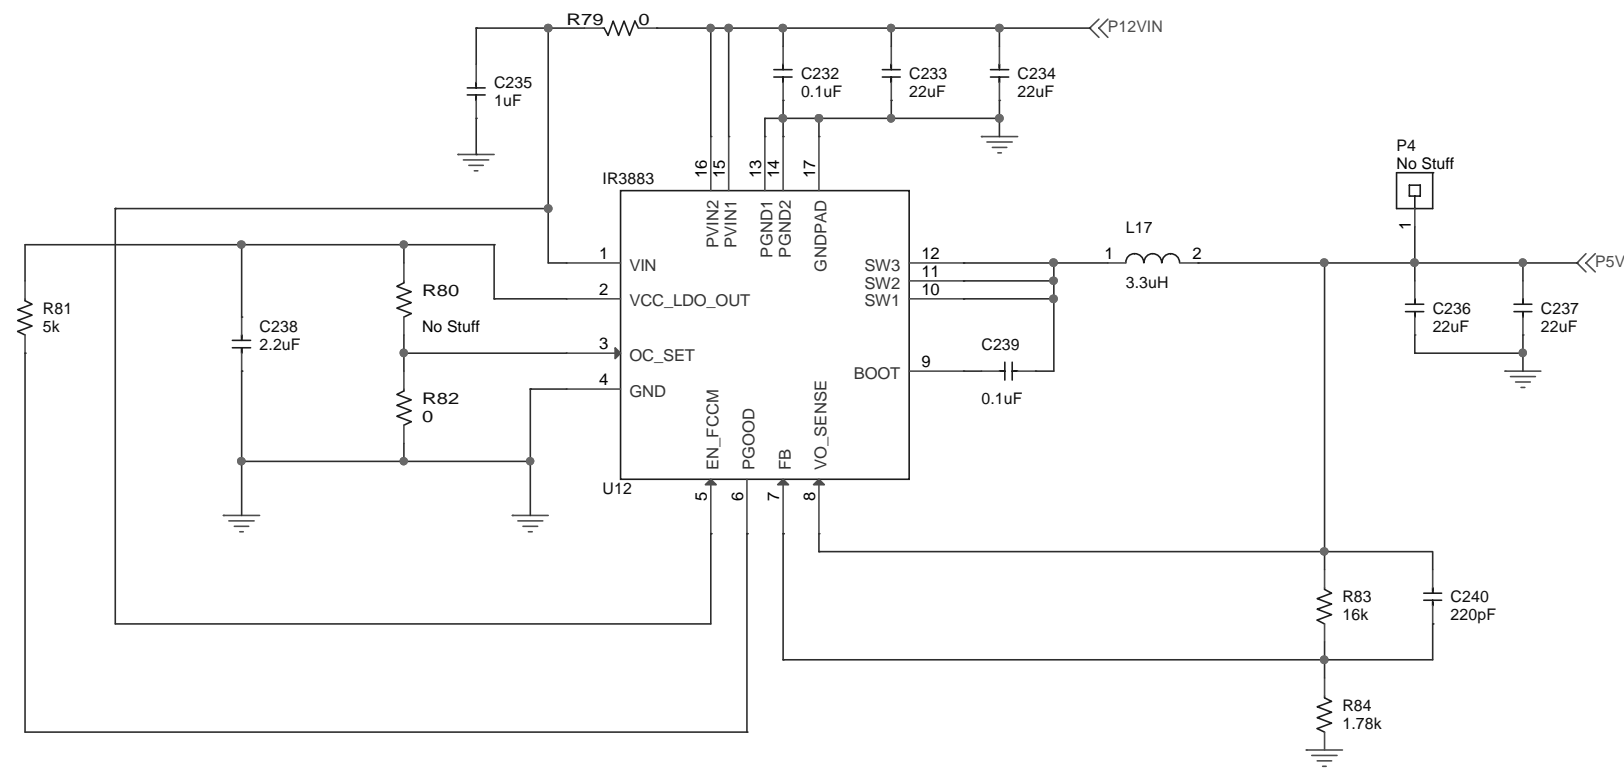 R79 0
P12VIN
C235
1uF
C232
0.1uF
C233
22uF
C234
22uF
P4
No Stuff
1
IR3883
16
15
13
14
17
PVIN2
PVIN1
PGND1
PGND2
GNDPAD
1
VIN
2
VCC_LDO_OUT
3
OC_SET
4
GND
SW3
12
SW2
11
SW1
10
BOOT
9
EN_FCCM
PGOOD
FB
VO_SENSE
5
6
7
8
U12
L17
1
2
3.3uH
P5V
C236
22uF
C237
22uF
C239
0.1uF
R81
5k
C238
2.2uF
R80
No Stuff
R82
0
R83
16k
C240
220pF
R84
1.78k